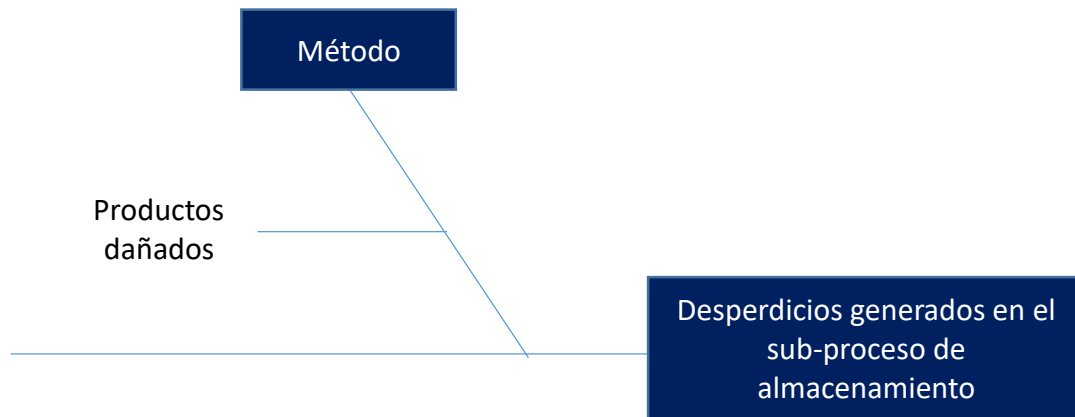 Método
Productos
dañados
Desperdicios generados en el
sub-proceso de
almacenamiento